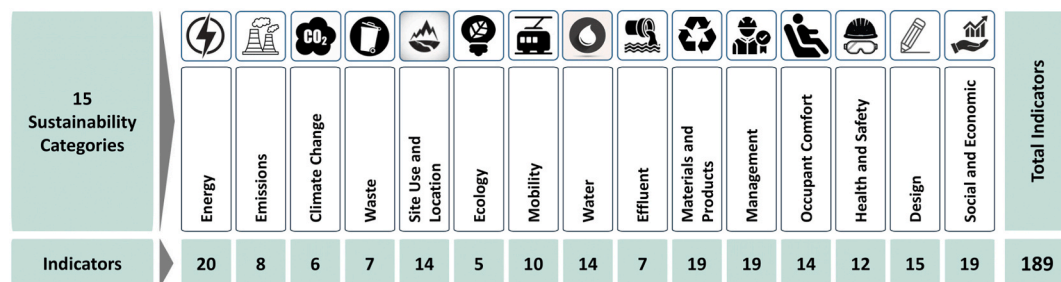 15
Sustainability
Categories
CO2
Energy
Emissions
Climate Change
Waste
Site Use and
Location
Ecology
Mobility
Water
Effluent
Materials and
Products
Management
Occupant Comfort
Health and Safety
Design
Social and Economic
Total Indicators
Indicators
20
8
6
7
14
5
10
14
7
19
19
14
12
15
19
189